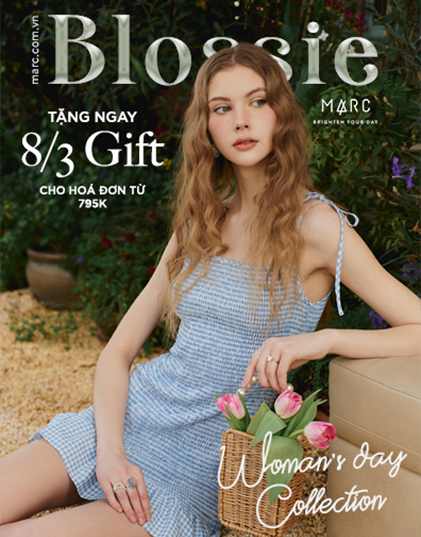 marc.com.vn
Blossie
MARC
BRIGHTEN YOUR DAY
TẶNG NGAY
8/3 Gift
CHO HOÁ ĐƠN TỪ
795K
Woman's day
Collection